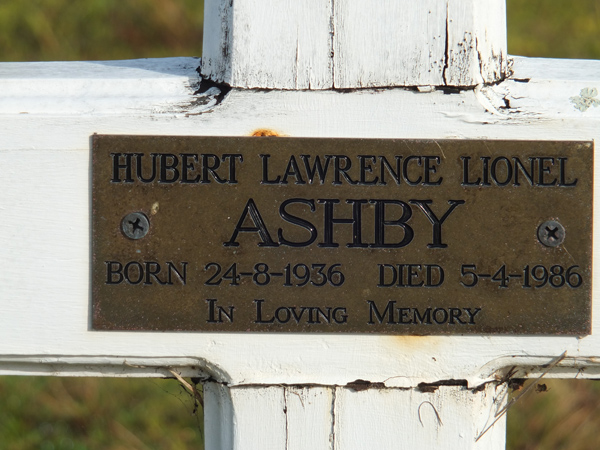 HUBERT LAWRENCE LIONEL
ASHBY
BORN 24-8-1936 DIED 5-4-1986
IN LOVING MEMORY